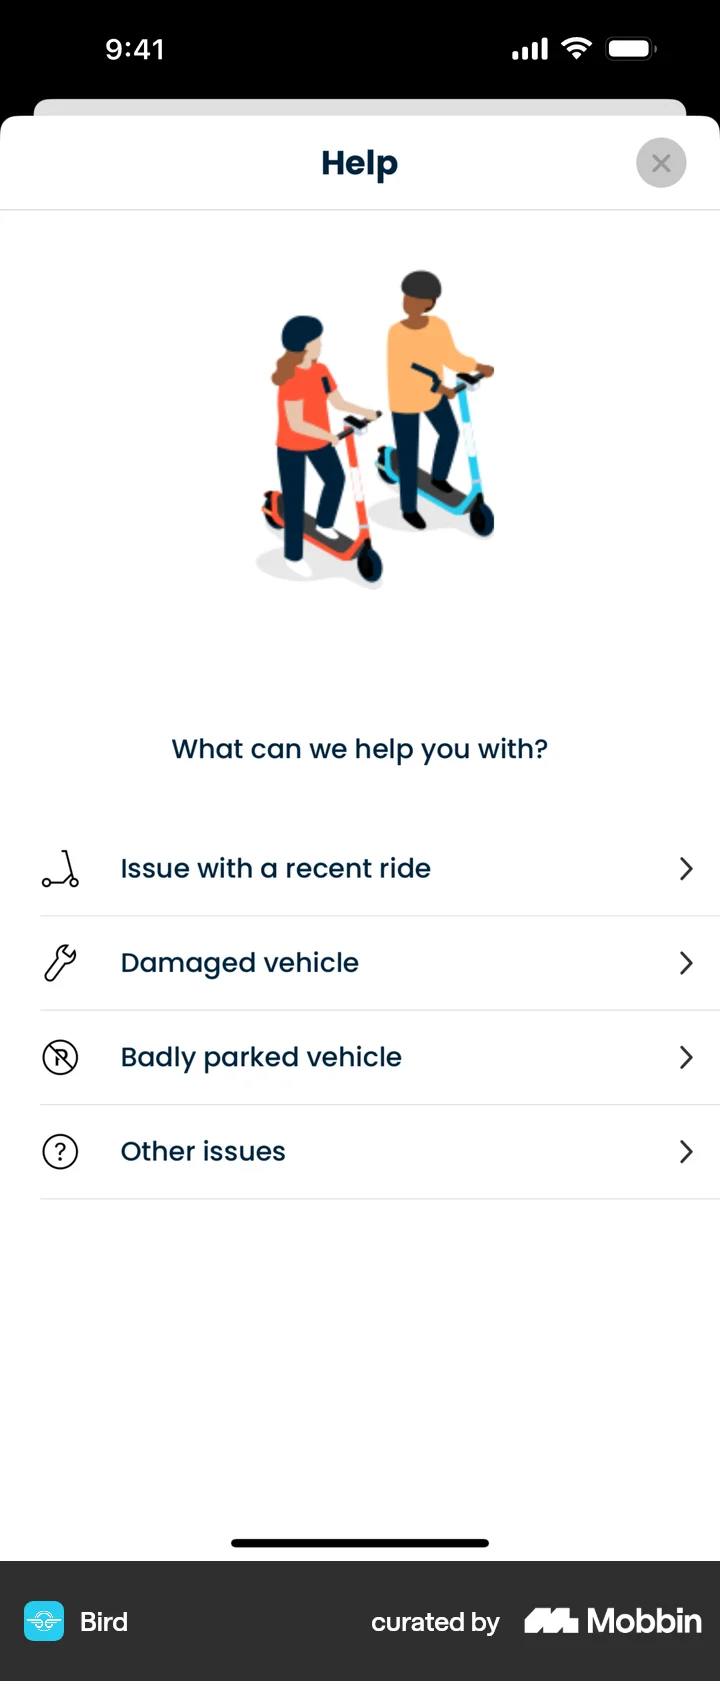 9:41
Help
What can we help you with?
Issue with a recent ride
Damaged vehicle
Badly parked vehicle
Other issues
Bird
curated by Mobbin